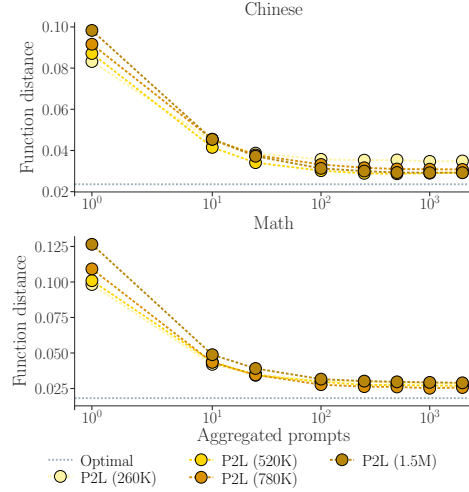 Chinese
Function distance
0.10
0.08
0.06
0.04
0.02
10^0
10^1
10^2
10^3
Math
Function distance
0.125
0.100
0.075
0.050
0.025
10^0
10^1
10^2
10^3
Aggregated prompts
Optimal
P2L (260K)
P2L (520K)
P2L (780K)
P2L (1.5M)